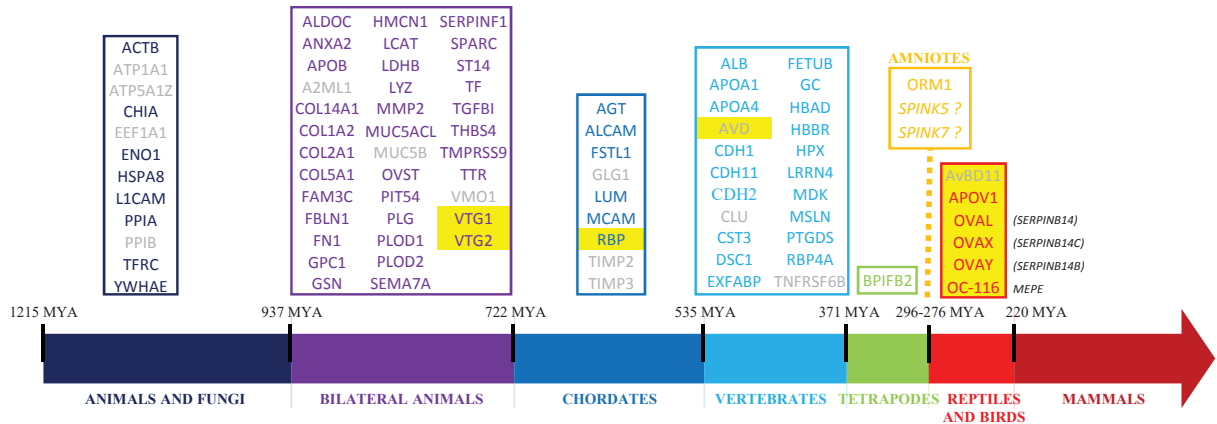 ACTB
ATP1A1
ATP5A1Z
CHIA
EEF1A1
ENO1
HSPA8
L1CAM
PPIA
PPIB
TFRC
YWHAE
ALDOC HMCN1 SERPINF1
ANXA2 LCAT SPARC
APOB LDHB ST14
A2ML1 LYZ TF
COL14A1 MMP2 TGFBI
COL1A2 MUC5ACL THBS4
COL2A1 MUC5B TMPRSS9
COL5A1 OVST TTR
FAM3C PIT54 VMO1
FBLN1 PLG VTG1
FN1 PLOD1 VTG2
GPC1 PLOD2
GSN SEMA7A
AGT
ALCAM
FSTL1
GLG1
LUM
MCAM
RBP
TIMP2
TIMP3
ALB FETUB
APOA1 GC
APOA4 HBAD
AVD HBBR
CDH1 HPX
CDH11 LRRN4
CDH2 MDK
CLU MSLN
CST3 PTGDS
DSC1 RBP4A
EXFABP TNFRSF6B
BPIFB2
AMNIOTES
ORM1
SPINK5 ?
SPINK7 ?
AvBD11
APOV1
OVAL (SERPINB14)
OVAX (SERPINB14C)
OVAY (SERPINB14B)
OC-116 MEPE
1215 MYA 937 MYA 722 MYA 535 MYA 371 MYA 296-276 MYA 220 MYA
ANIMALS AND FUNGI BILATERAL ANIMALS CHORDATES VERTEBRATES TETRAPODES REPTILES MAMMALS
AND BIRDS